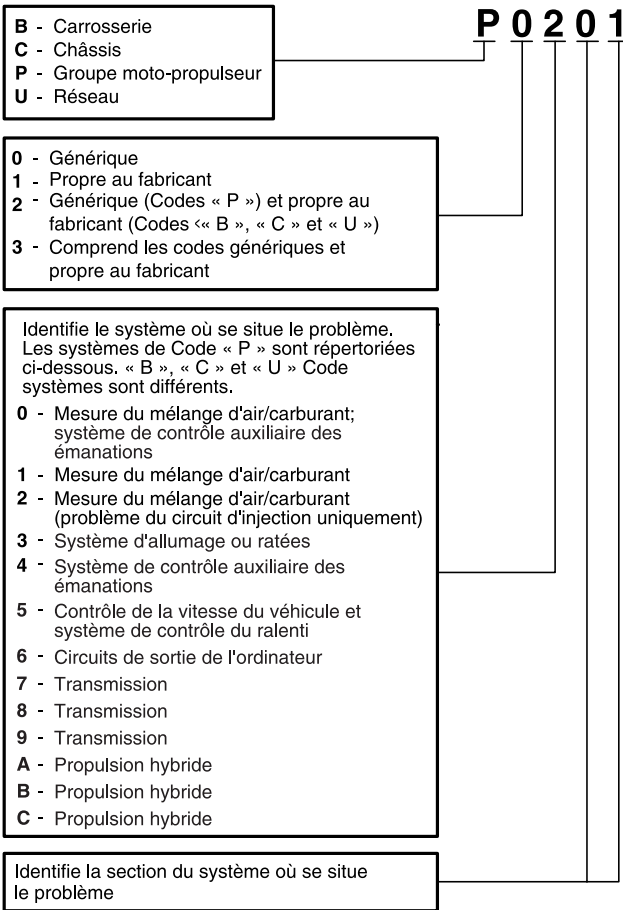 P0201
B - Carrosserie
C - Châssis
P - Groupe moto-propulseur
U - Réseau
0 - Générique
1 - Propre au fabricant
2 - Générique (Codes « P ») et propre au
fabricant (Codes « B », « C » et « U »)
3 - Comprend les codes génériques et
propre au fabricant
Identifie le système où se situe le problème.
Les systèmes de Code « P » sont répertoriées
ci-dessous. « B », « C » et « U » Code
systèmes sont différents.
0 - Mesure du mélange d'air/carburant;
système de contrôle auxiliaire des
émanations
1 - Mesure du mélange d'air/carburant
2 - Mesure du mélange d'air/carburant
(problème du circuit d'injection uniquement)
3 - Système d'allumage ou ratées
4 - Système de contrôle auxiliaire des
émanations
5 - Contrôle de la vitesse du véhicule et
système de contrôle du ralenti
6 - Circuits de sortie de l'ordinateur
7 - Transmission
8 - Transmission
9 - Transmission
A - Propulsion hybride
B - Propulsion hybride
C - Propulsion hybride
Identifie la section du système où se situe
le problème